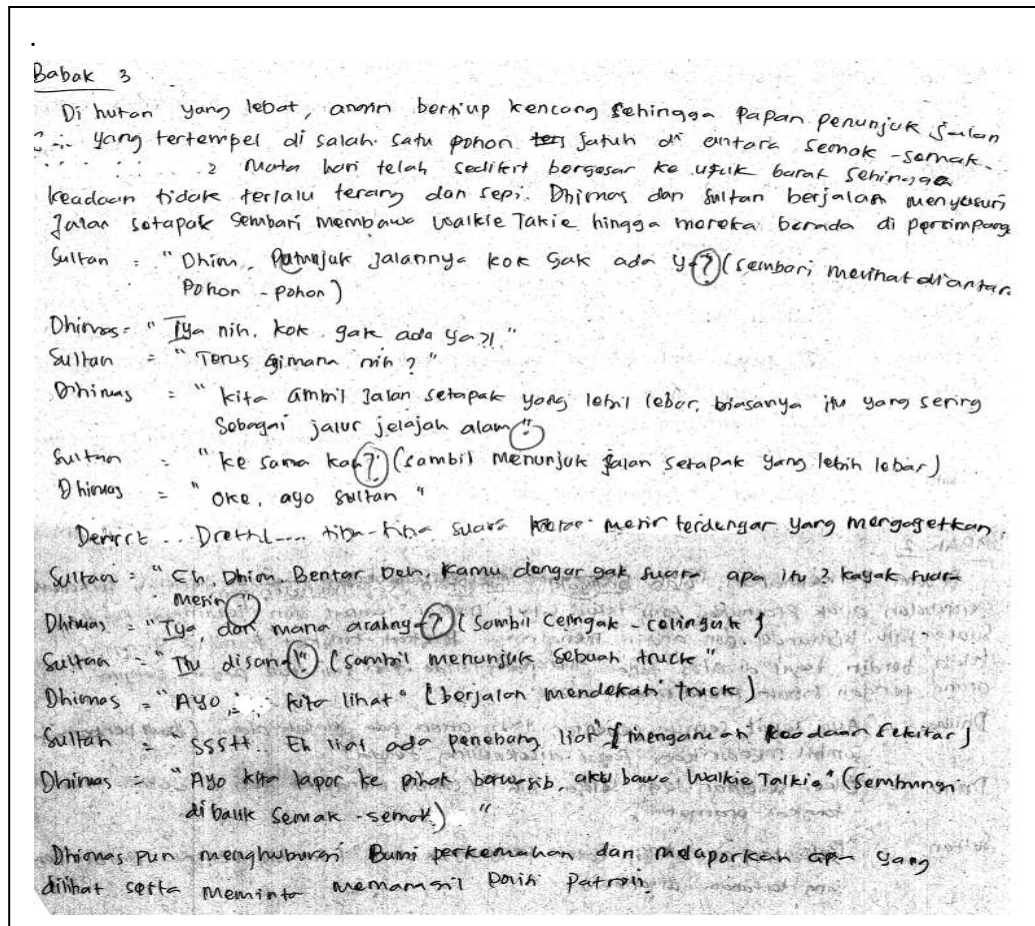 Babak 3
Di hutan yang lebat, angin bertiup kencang sehingga papan penunjuk jalan
yang tertempel di salah satu pohon jatuh di antara semak-semak.
Mata hari telah sedikit bergesar ke ufuk barat sehingga
keadaan tidak terlalu terang dan sepi. Dhimas dan Sultan berjalan menyusuri
Jalan setapak sembari membawa Walkie Takie hingga mereka berada di persimpang
Sultan : "Dhim, Petunjuk Jalannya kok gak ada ya?" (sembari melihat diantar
Pohon-pohon)
Dhimas = "Iya nih, kok gak ada ya?!"
Sultan = "Terus gimana nih?"
Dhimas = "kita ambil jalan setapak yang lebih lebar, biasanya itu yang sering
Sebagai jalur jelajah alam!"
Sultan = "ke sana kah?" (sambil menunjuk jalan setapak yang lebih lebar)
Dhimas = "Oke, ayo Sultan"
tiba-tiba suara mesin terdengar yang mengagetkan
Sultan = "Eh, Dhim. Bentar Deh. Kamu dengar gak suara apa itu? kayak suara
mesin"
Dhimas = "Iya, dari mana arahnya?" (Sambil celingak-celinguk)
Sultan = "Itu disana!" (sambil menunjuk sebuah truck"
Dhimas = "Ayo, kita lihat" (berjalan mendekati truck)
Sultan = "Ssstt.. Eh liat ada penebang liar" (mengamati keadaan sekitar)
Dhimas = "Ayo kita lapor ke pihak berwajib, aku bawa Walkie Talkie" (Sembunyi
dibalik semak-semak.) "
Dhimas pun menghubungi Bumi perkemahan dan melaporkan apa yang
dilihat serta meminta memanggil polisi patroli.